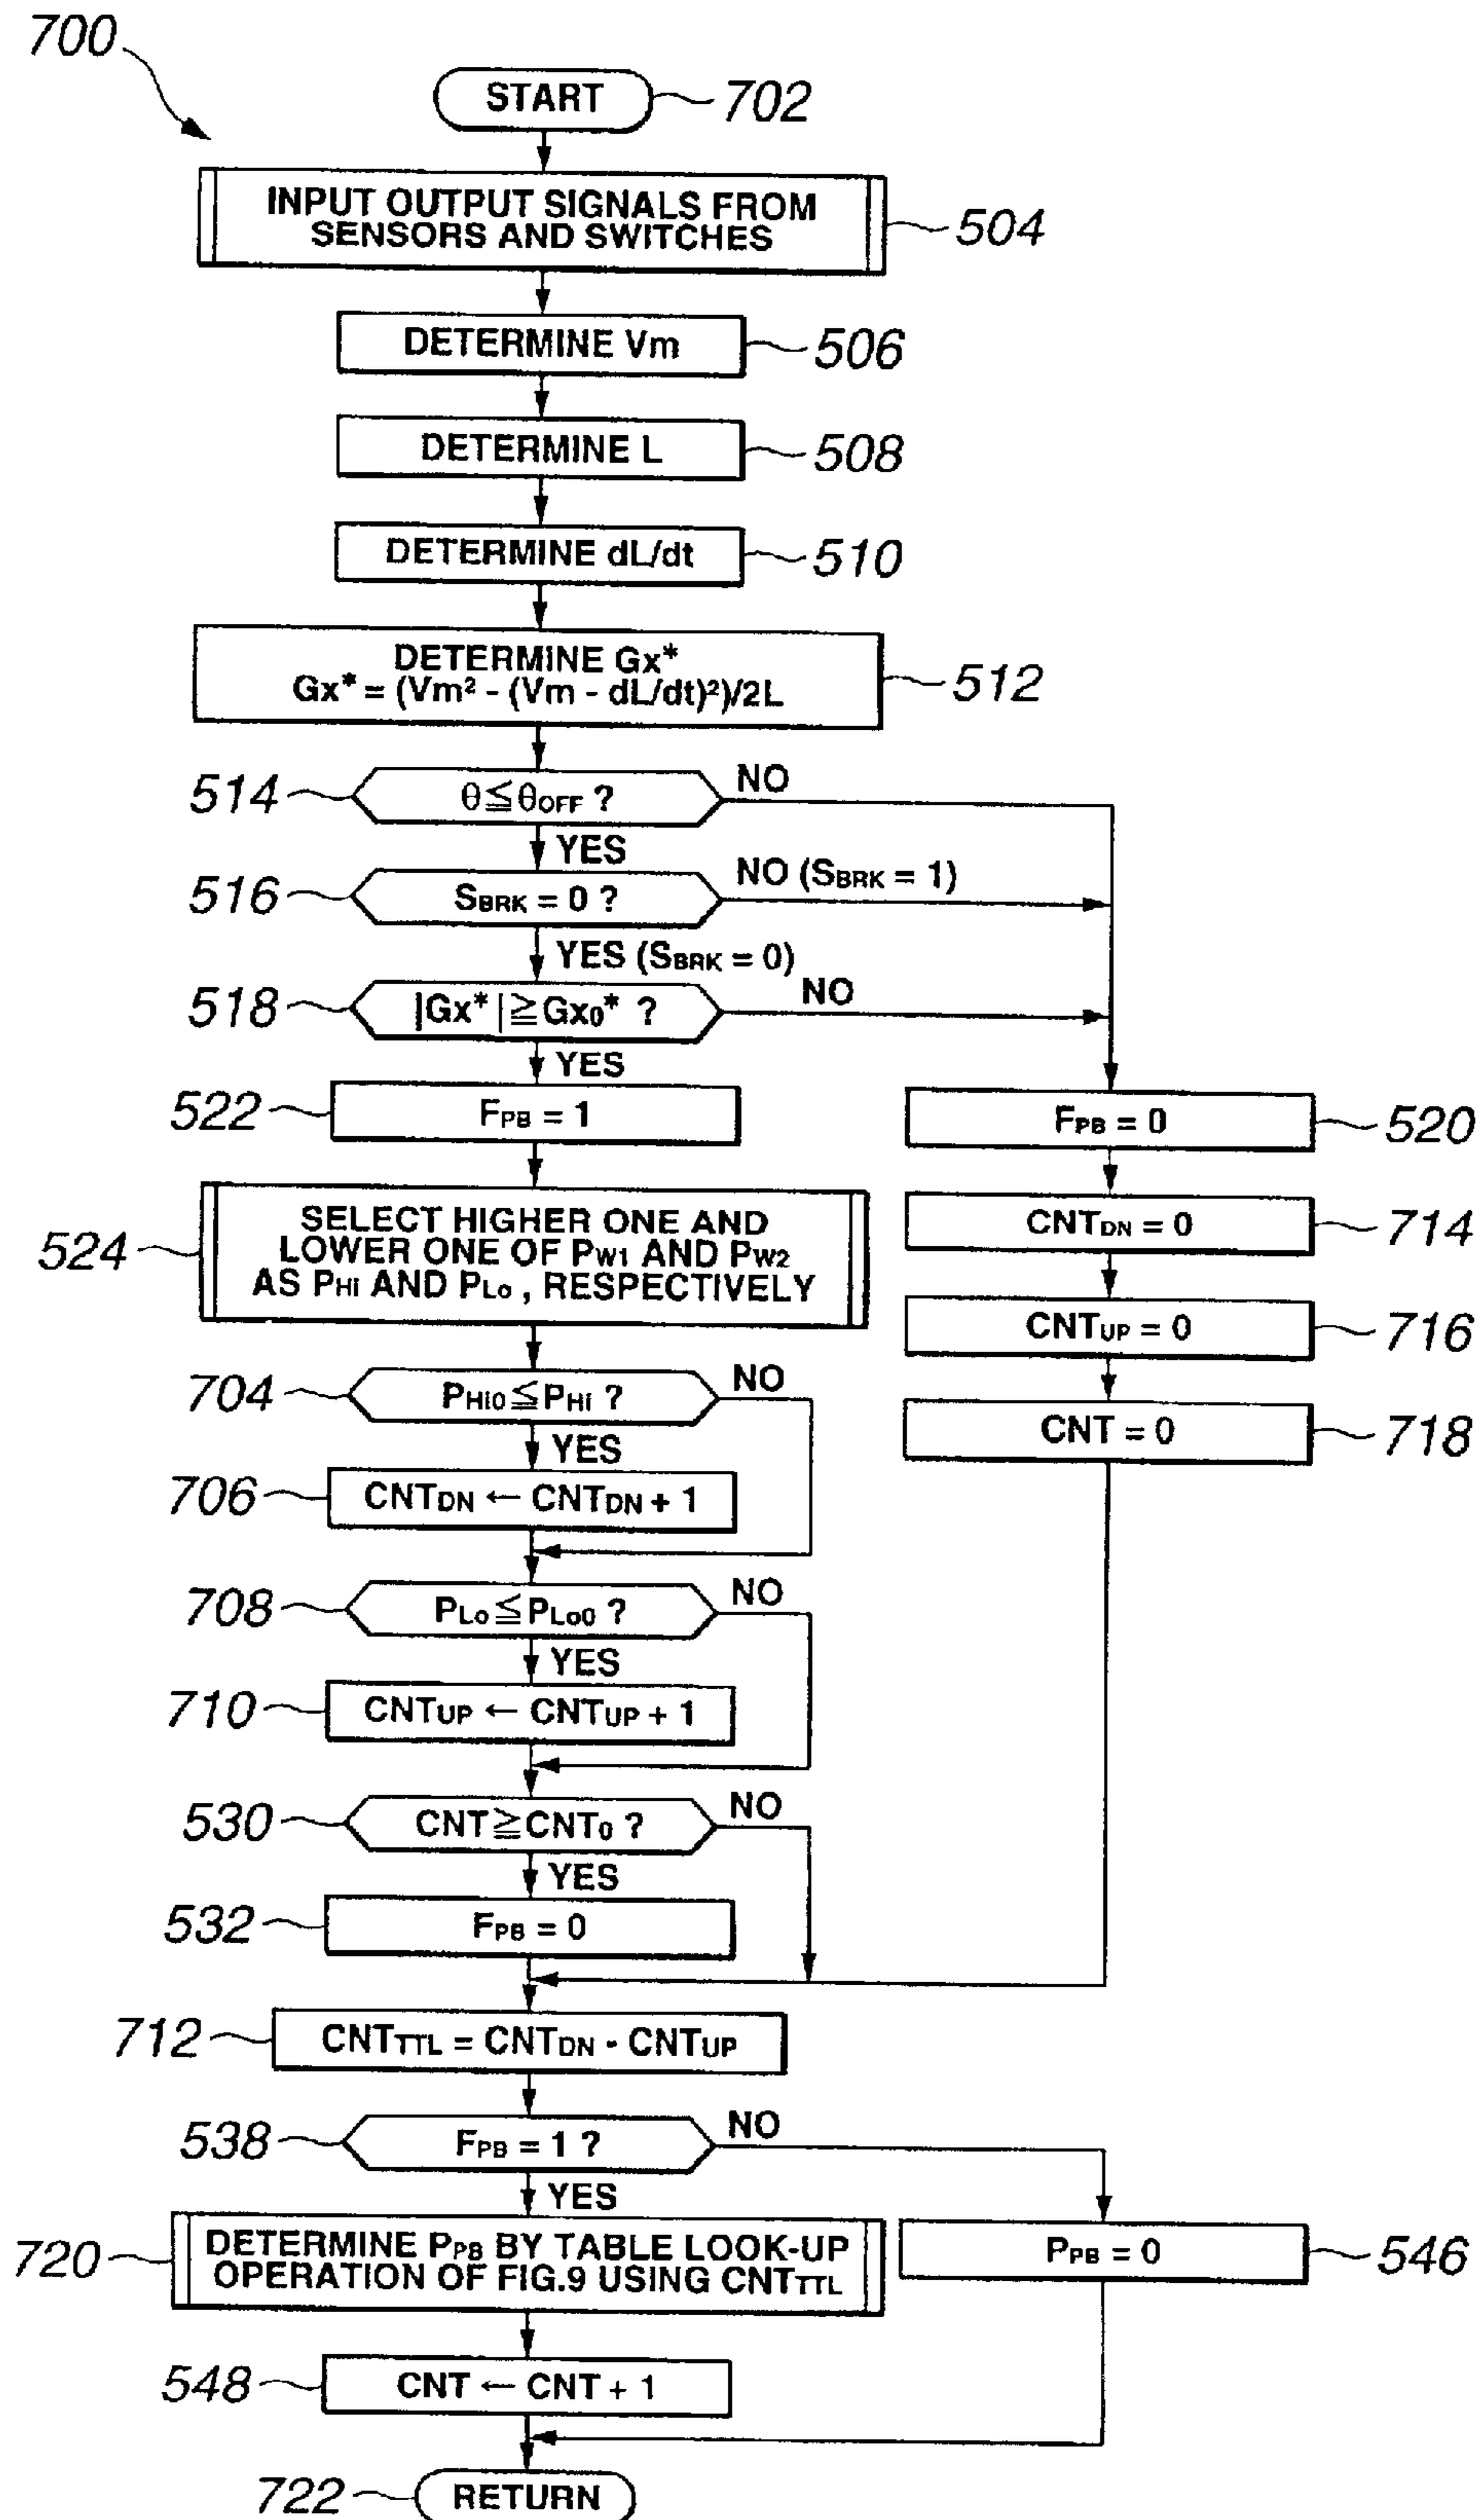 700
START
702
INPUT OUTPUT SIGNALS FROM
SENSORS AND SWITCHES
504
DETERMINE Vm
506
DETERMINE L
508
DETERMINE dL/dt
510
DETERMINE Gx*
Gx* = (Vm² - (Vm - dL/dt)²)/2L
512
514
θ≦θOFF ?
NO
YES
516
SBRK = 0 ?
NO (SBRK = 1)
YES (SBRK = 0)
518
|Gx*|≧Gx0* ?
NO
YES
522
FPB = 1
FPB = 0
520
524
SELECT HIGHER ONE AND
LOWER ONE OF PW1 AND PW2
AS PHi AND PLo , RESPECTIVELY
CNTDN = 0
714
CNTUP = 0
716
704
PHi0≦PHi ?
NO
YES
CNT = 0
718
706
CNTDN ← CNTDN + 1
708
PLo≦PLo0 ?
NO
YES
710
CNTUP ← CNTUP + 1
530
CNT≧CNT0 ?
NO
YES
532
FPB = 0
712
CNTTTL = CNTDN - CNTUP
538
FPB = 1 ?
NO
YES
720
DETERMINE PPB BY TABLE LOOK-UP
OPERATION OF FIG.9 USING CNTTTL
PPB = 0
546
548
CNT ← CNT + 1
722
RETURN